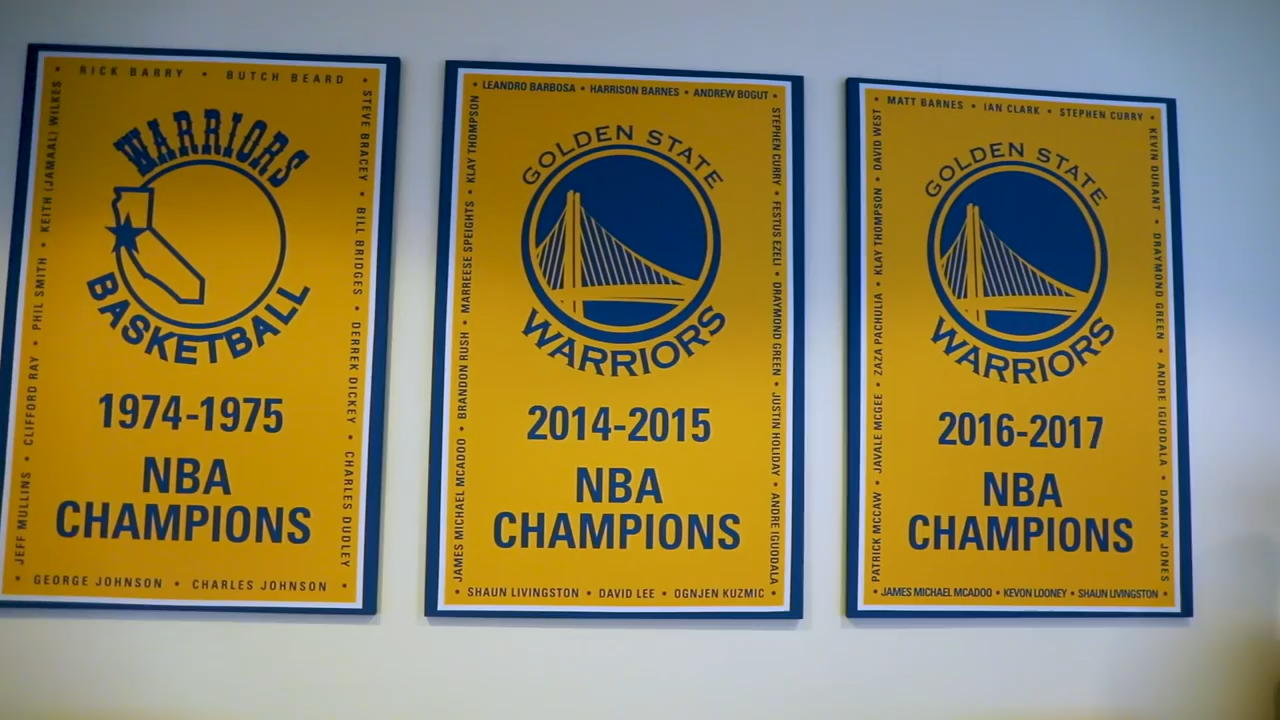 RICK BARRY • BUTCH BEARD •
STEVE BRACEY • BILL BRIDGES • DERREK DICKEY • CHARLES DUDLEY •
GEORGE JOHNSON • CHARLES JOHNSON
• JEFF MULLINS • CLIFFORD RAY • PHIL SMITH • KEITH (JAMAAL) WILKES •
WARRIORS
BASKETBALL
1974-1975
NBA
CHAMPIONS
• LEANDRO BARBOSA • HARRISON BARNES • ANDREW BOGUT •
STEPHEN CURRY • FESTUS EZELI • DRAYMOND GREEN • JUSTIN HOLIDAY • ANDRE IGUODALA
• SHAUN LIVINGSTON • DAVID LEE • OGNJEN KUZMIC •
JAMES MICHAEL MCADOO • BRANDON RUSH • MARREESE SPEIGHTS • KLAY THOMPSON
GOLDEN STATE
WARRIORS
2014-2015
NBA
CHAMPIONS
• MATT BARNES • IAN CLARK • STEPHEN CURRY •
KEVIN DURANT • DRAYMOND GREEN • ANDRE IGUODALA • DAMIAN JONES
• JAMES MICHAEL MCADOO • KEVON LOONEY • SHAUN LIVINGSTON •
PATRICK MCCAW • JAVALE MCGEE • ZAZA PACHULIA • KLAY THOMPSON • DAVID WEST
GOLDEN STATE
WARRIORS
2016-2017
NBA
CHAMPIONS